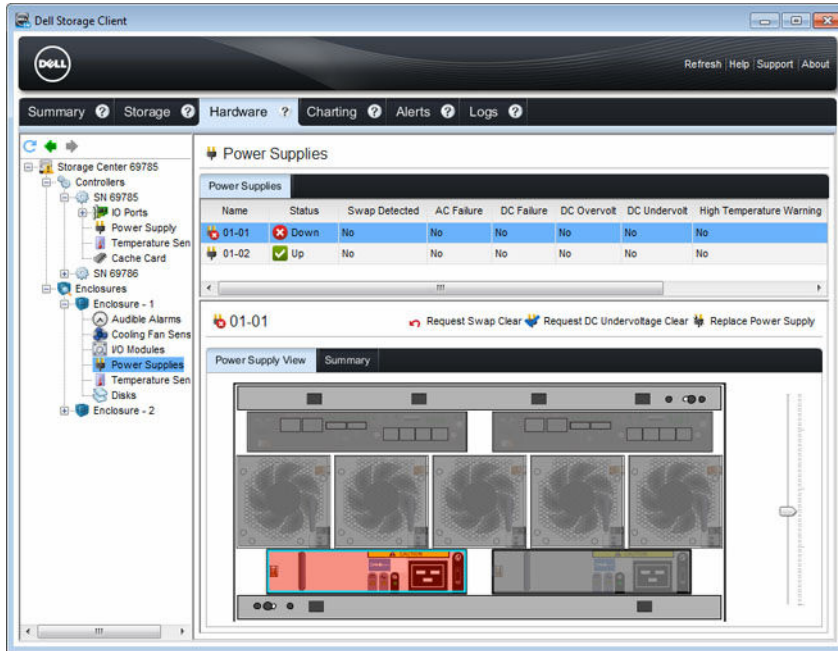 Dell Storage Client
DELL
Refresh Help Support About
Summary ? Storage ? Hardware ? Charting ? Alerts ? Logs ?
Storage Center 69785
Controllers
SN 69785
IO Ports
Power Supply
Temperature Sen
Cache Card
SN 69786
Enclosures
Enclosure - 1
Audible Alarms
Cooling Fan Sens
I/O Modules
Power Supplies
Temperature Sen
Disks
Enclosure - 2
Power Supplies
Power Supplies
Name Status Swap Detected AC Failure DC Failure DC Overvolt DC Undervolt High Temperature Warning
01-01 Down No No No No No No
01-02 Up No No No No No No
01-01 Request Swap Clear Request DC Undervoltage Clear Replace Power Supply
Power Supply View Summary
CAUTION